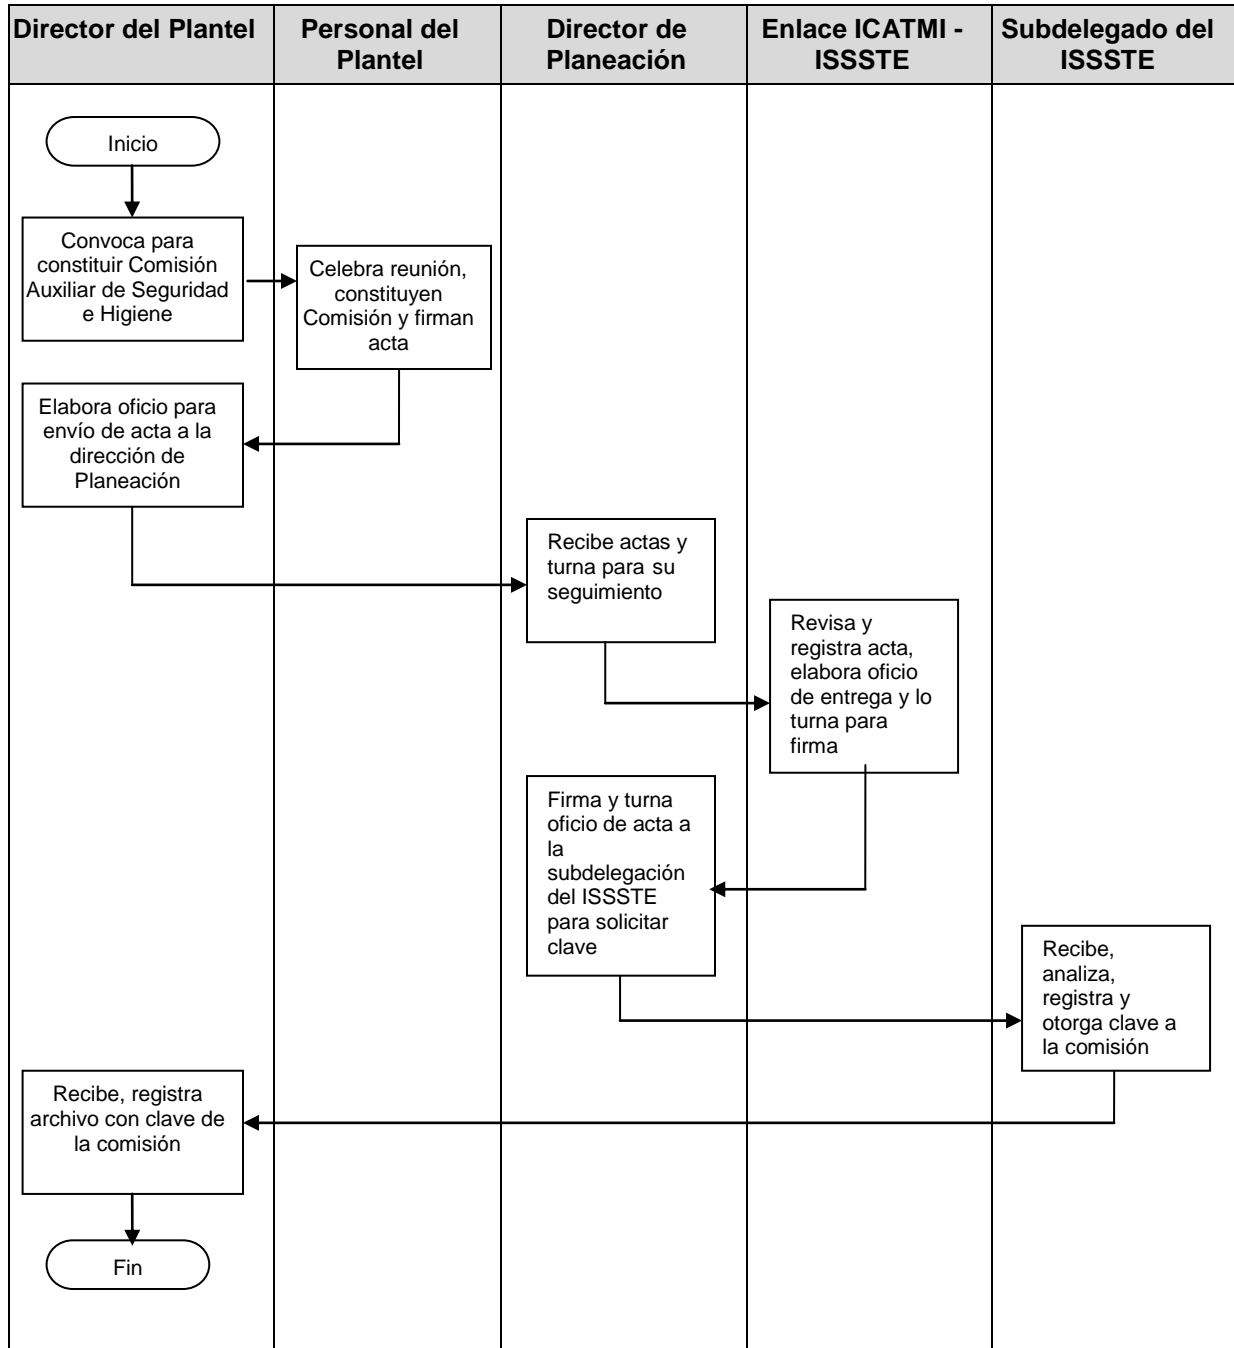 Director del Plantel
Personal del
Plantel
Director de
Planeación
Enlace ICATMI -
ISSSTE
Subdelegado del
ISSSTE
Inicio
Convoca para
constituir Comisión
Auxiliar de Seguridad
e Higiene
Celebra reunión,
constituyen
Comisión y firman
acta
Elabora oficio para
envío de acta a la
dirección de
Planeación
Recibe actas y
turna para su
seguimiento
Revisa y
registra acta,
elabora oficio
de entrega y lo
turna para
firma
Firma y turna
oficio de acta a
la
subdelegación
del ISSSTE
para solicitar
clave
Recibe,
analiza,
registra y
otorga clave a
la comisión
Recibe, registra
archivo con clave de
la comisión
Fin